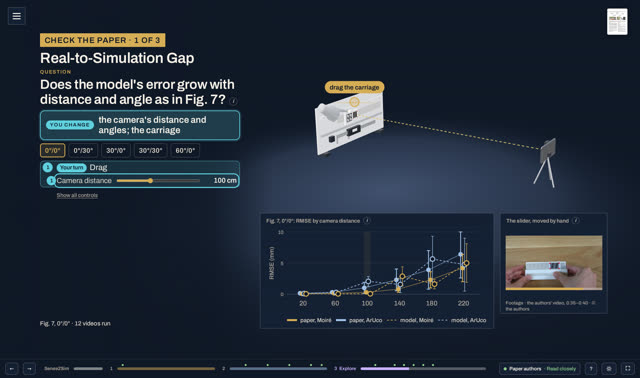 CHECK THE PAPER · 1 OF 3
Real-to-Simulation Gap
QUESTION
Does the model's error grow with
distance and angle as in Fig. 7? i
YOU CHANGE the camera's distance and
angles; the carriage
0°/0° 0°/30° 30°/0° 30°/30° 60°/0°
1 Your turn Drag
1 Camera distance 100 cm
Show all controls
drag the carriage
Fig. 7, 0°/0°: RMSE by camera distance i
RMSE (mm)
10
5
0
20 60 100 140 180 220
paper, Moiré paper, ArUco model, Moiré model, ArUco
The slider, moved by hand i
Footage · the authors' video, 0:35–0:40 · © the authors
Fig. 7, 0°/0° · 12 videos run
← → 1 2 3 Explore
Paper authors · Read closely ?